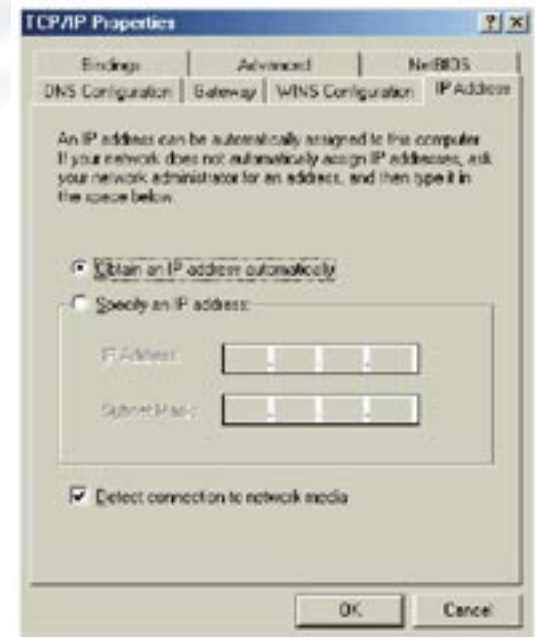 TCP/IP Properties
Bindings Advanced NetBIOS
DNS Configuration Gateway WINS Configuration IP Address
An IP address can be automatically assigned to this computer
If your network does not automatically assign IP addresses, ask
your network administrator for an address, and then type it in
the space below.
Obtain an IP address automatically
Specify an IP address:
IP Address:
Subnet Mask:
Detect connection to network media
OK Cancel